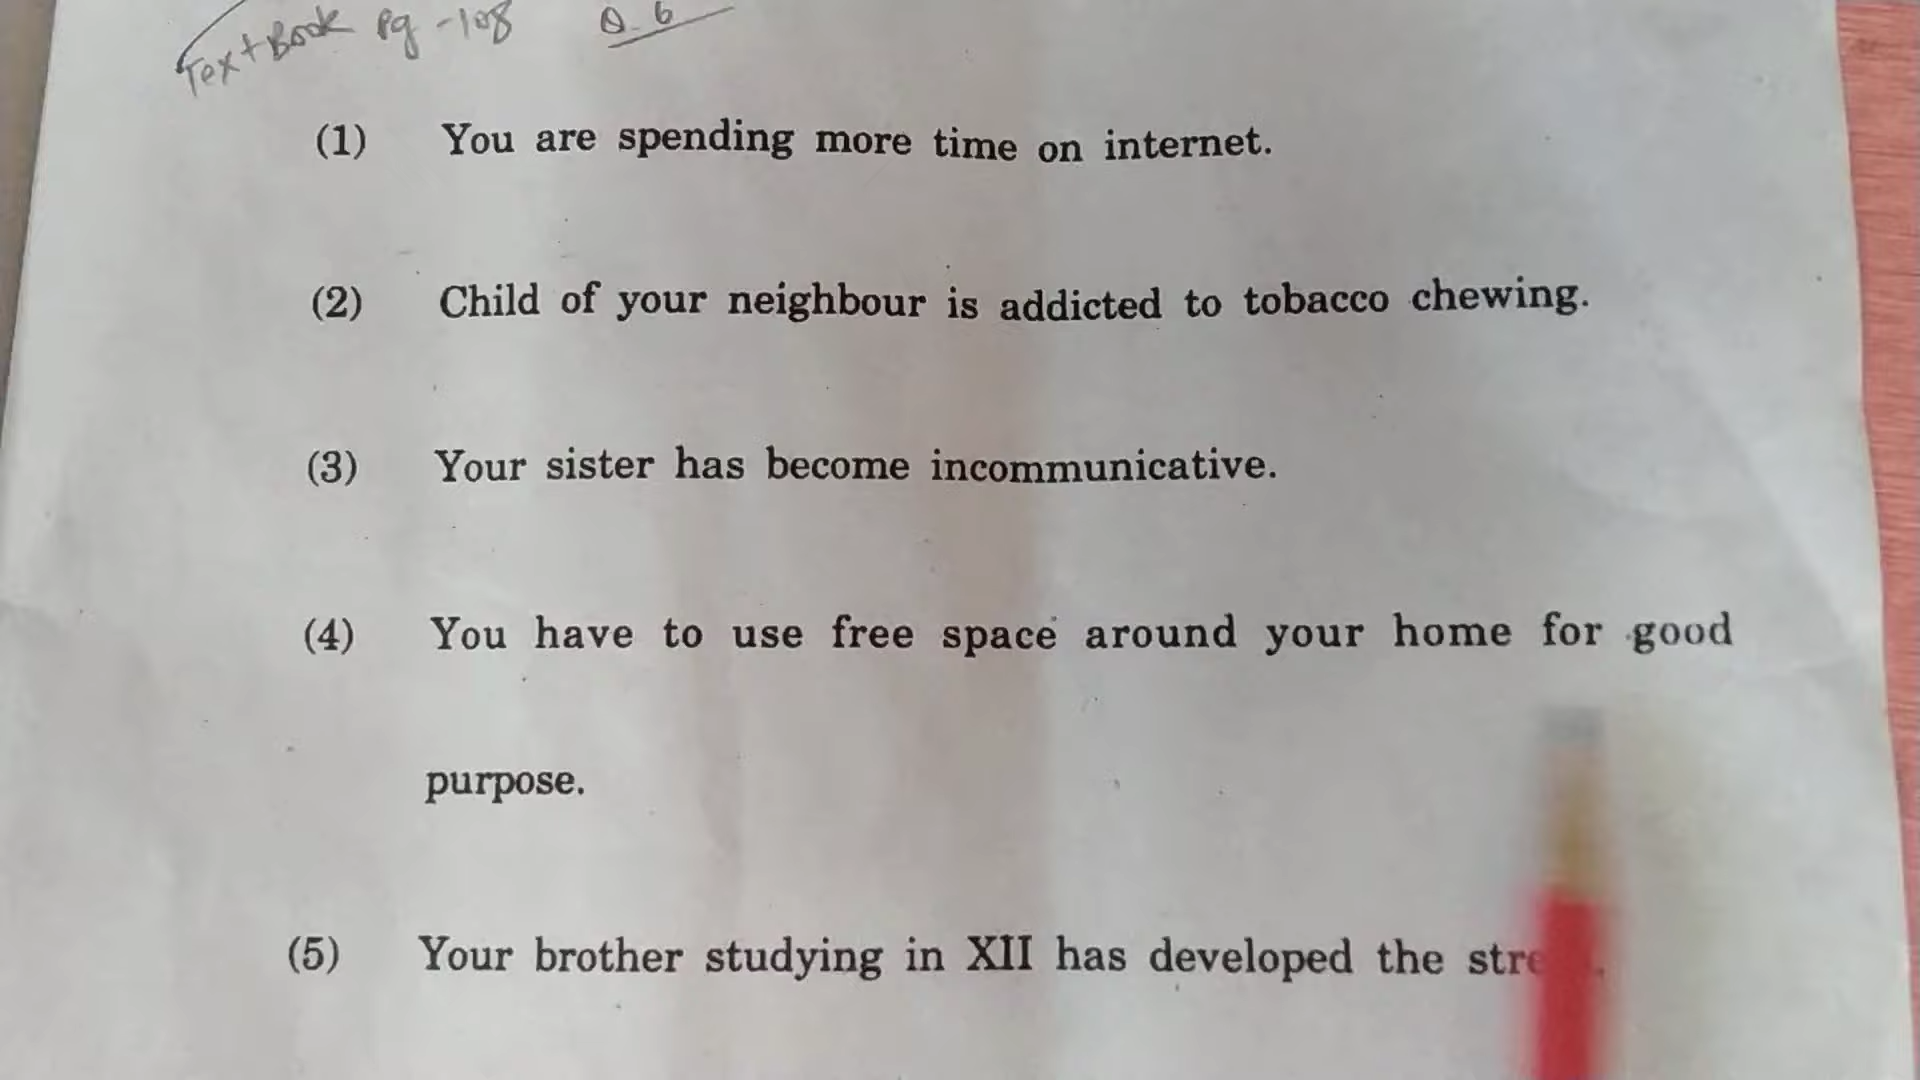 TextBook pg -108 Q. 6
(1) You are spending more time on internet.
(2) Child of your neighbour is addicted to tobacco chewing.
(3) Your sister has become incommunicative.
(4) You have to use free space around your home for good
purpose.
(5) Your brother studying in XII has developed the